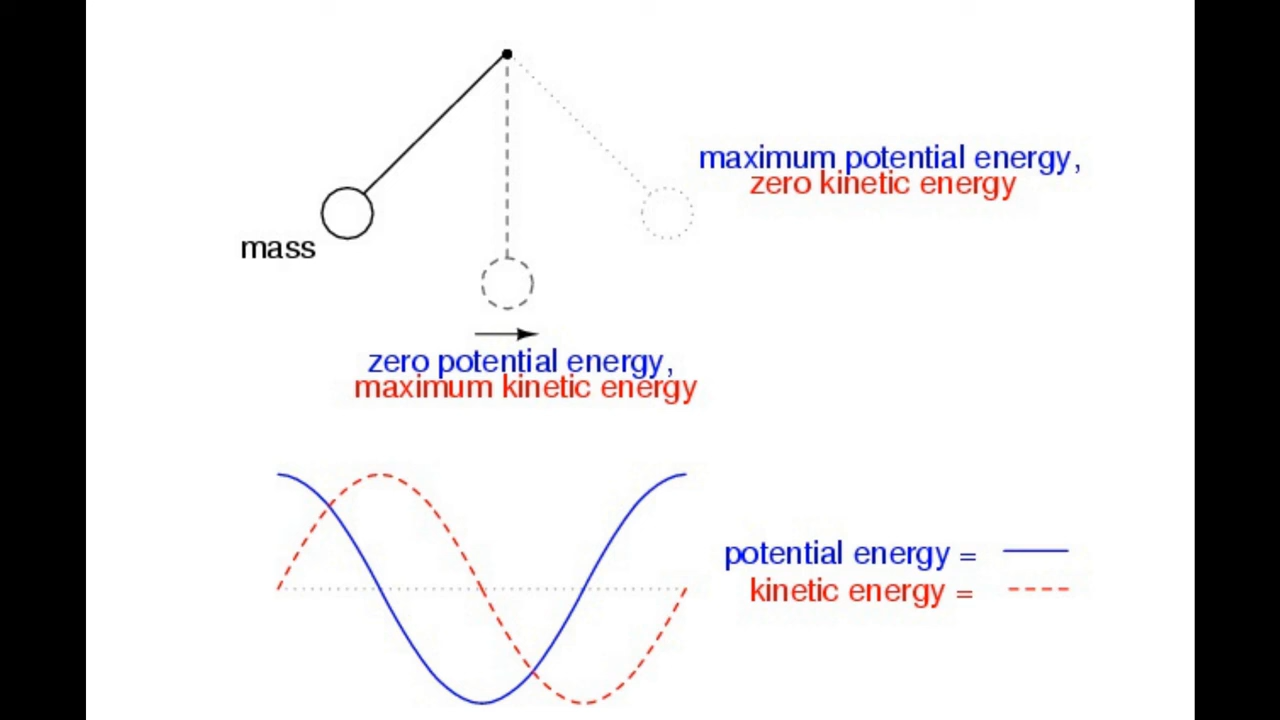 maximum potential energy,
zero kinetic energy
mass
zero potential energy,
maximum kinetic energy
potential energy =
kinetic energy =